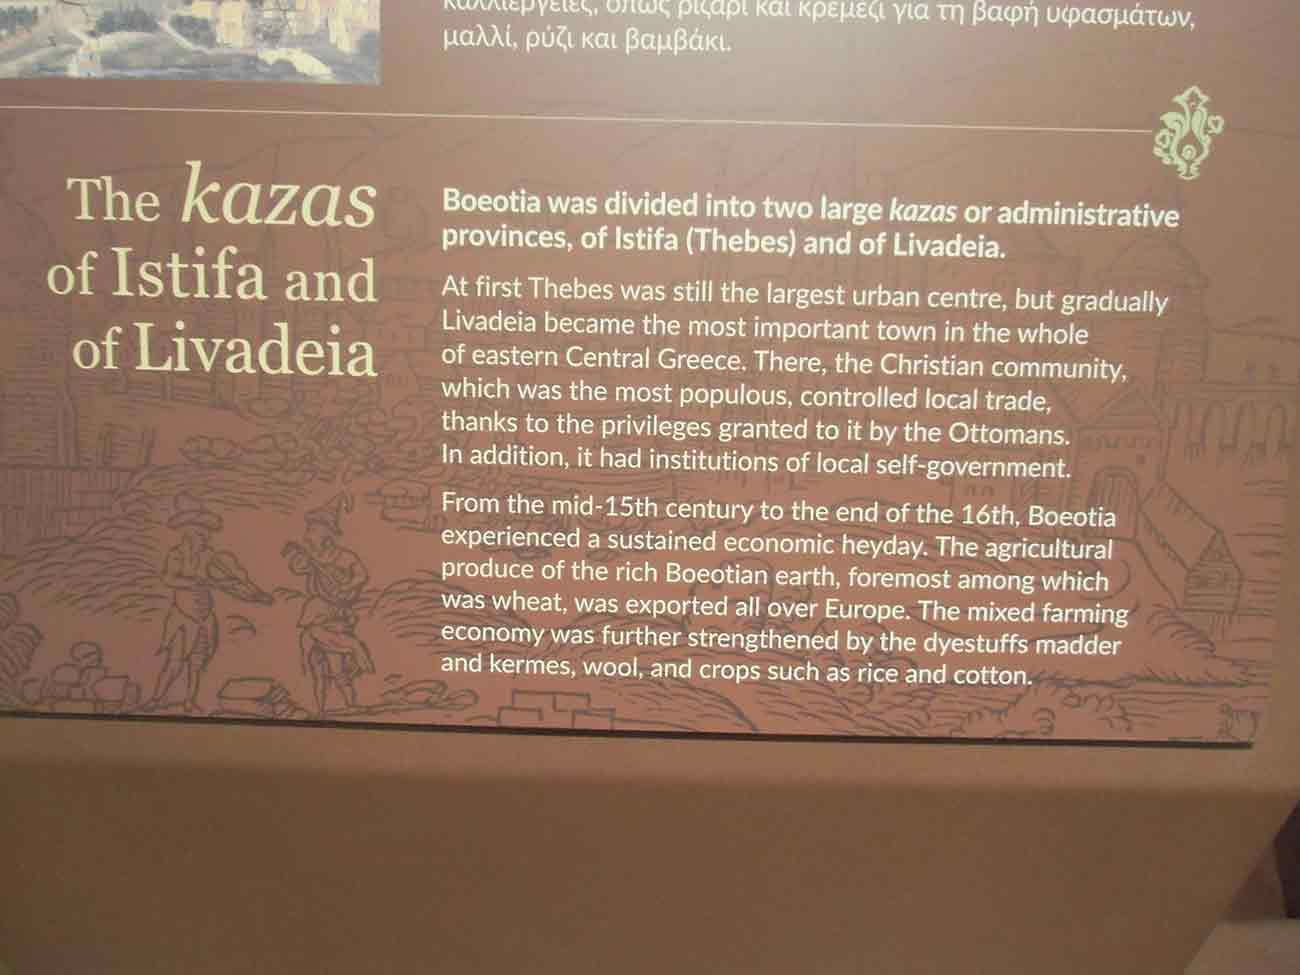 καλλιέργειες, όπως ριζάρι και κρεμέζι για τη βαφή υφασμάτων,
μαλλί, ρύζι και βαμβάκι.
The kazas
of Istifa and
of Livadeia
Boeotia was divided into two large kazas or administrative
provinces, of Istifa (Thebes) and of Livadeia.
At first Thebes was still the largest urban centre, but gradually
Livadeia became the most important town in the whole
of eastern Central Greece. There, the Christian community,
which was the most populous, controlled local trade,
thanks to the privileges granted to it by the Ottomans.
In addition, it had institutions of local self-government.
From the mid-15th century to the end of the 16th, Boeotia
experienced a sustained economic heyday. The agricultural
produce of the rich Boeotian earth, foremost among which
was wheat, was exported all over Europe. The mixed farming
economy was further strengthened by the dyestuffs madder
and kermes, wool, and crops such as rice and cotton.